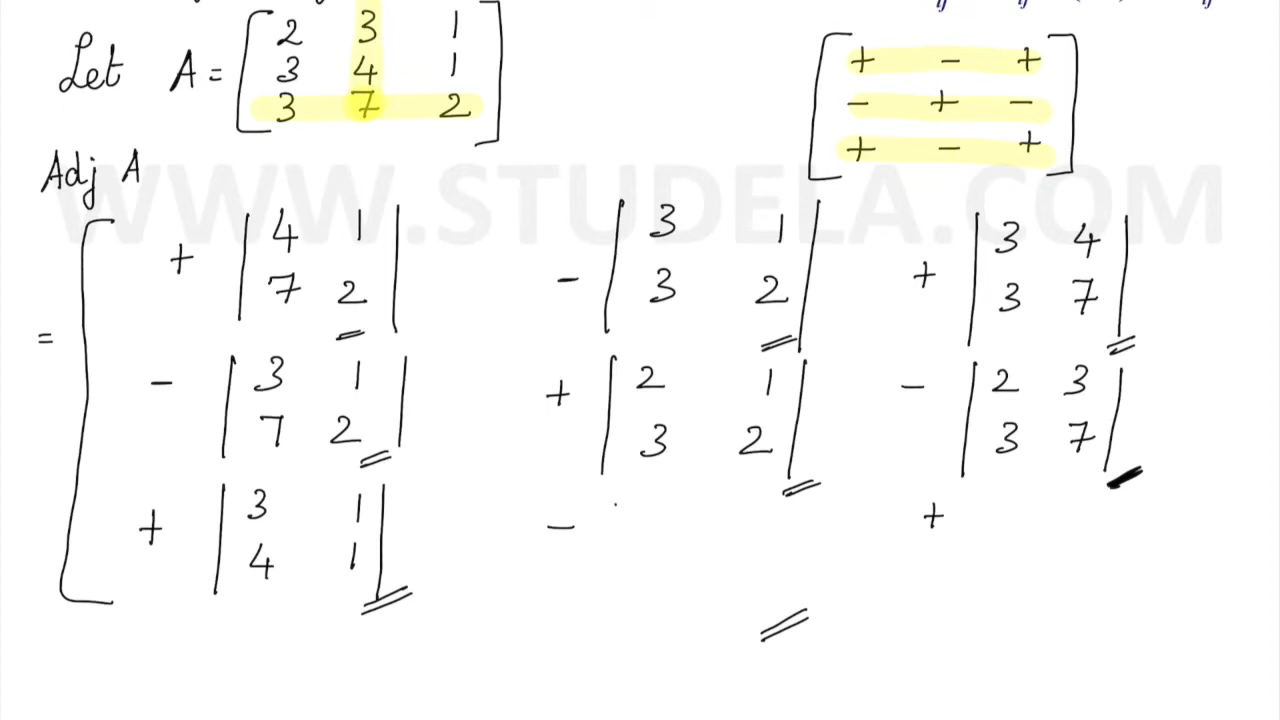 Let A = [ 2 3 1
3 4 1
3 7 2 ]
[ + - +
- + -
+ - + ]
Adj A
WWW.STUDELA.COM
= [ + | 4 1 | - | 3 1 | + | 3 4 |
| 7 2 | | 3 2 | | 3 7 |
- | 3 1 | + | 2 1 | - | 2 3 |
| 7 2 | | 3 2 | | 3 7 |
+ | 3 1 | - +
| 4 1 |